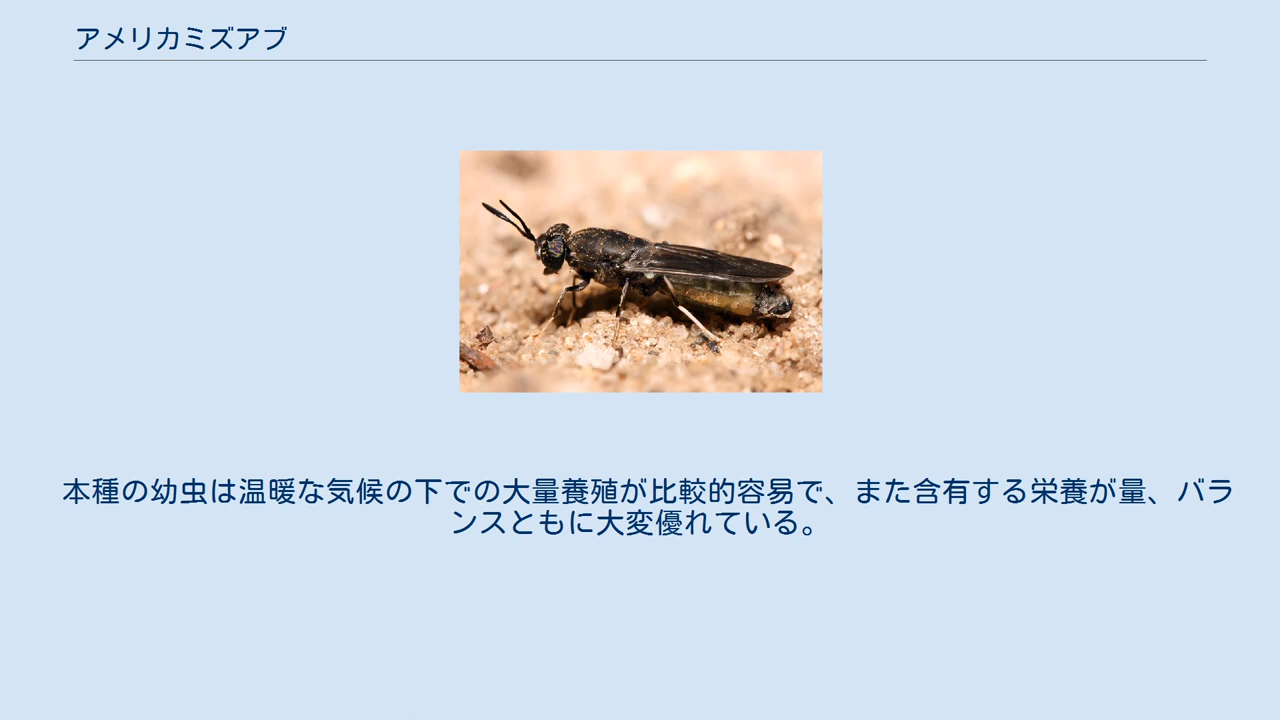 アメリカミズアブ
本種の幼虫は温暖な気候の下での大量養殖が比較的容易で、また含有する栄養が量、バラ
ンスともに大変優れている。